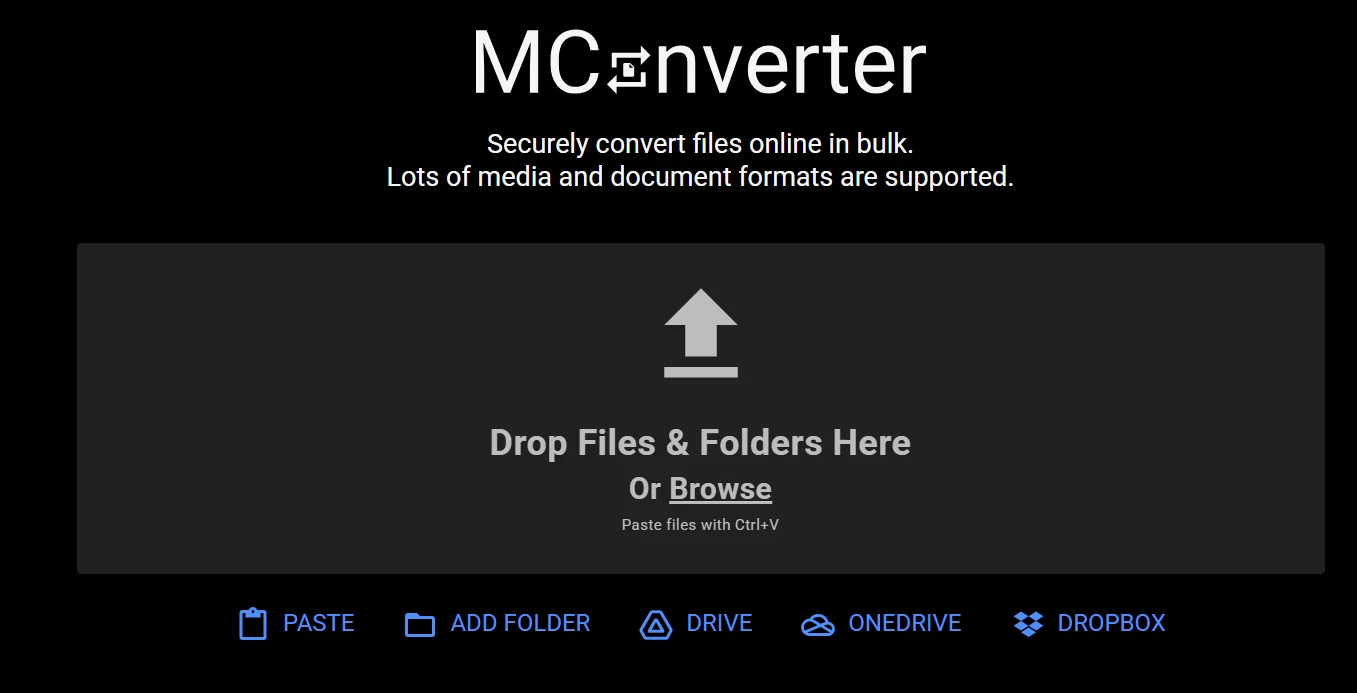 MConverter
Securely convert files online in bulk.
Lots of media and document formats are supported.
Drop Files & Folders Here
Or Browse
Paste files with Ctrl+V
PASTE ADD FOLDER DRIVE ONEDRIVE DROPBOX